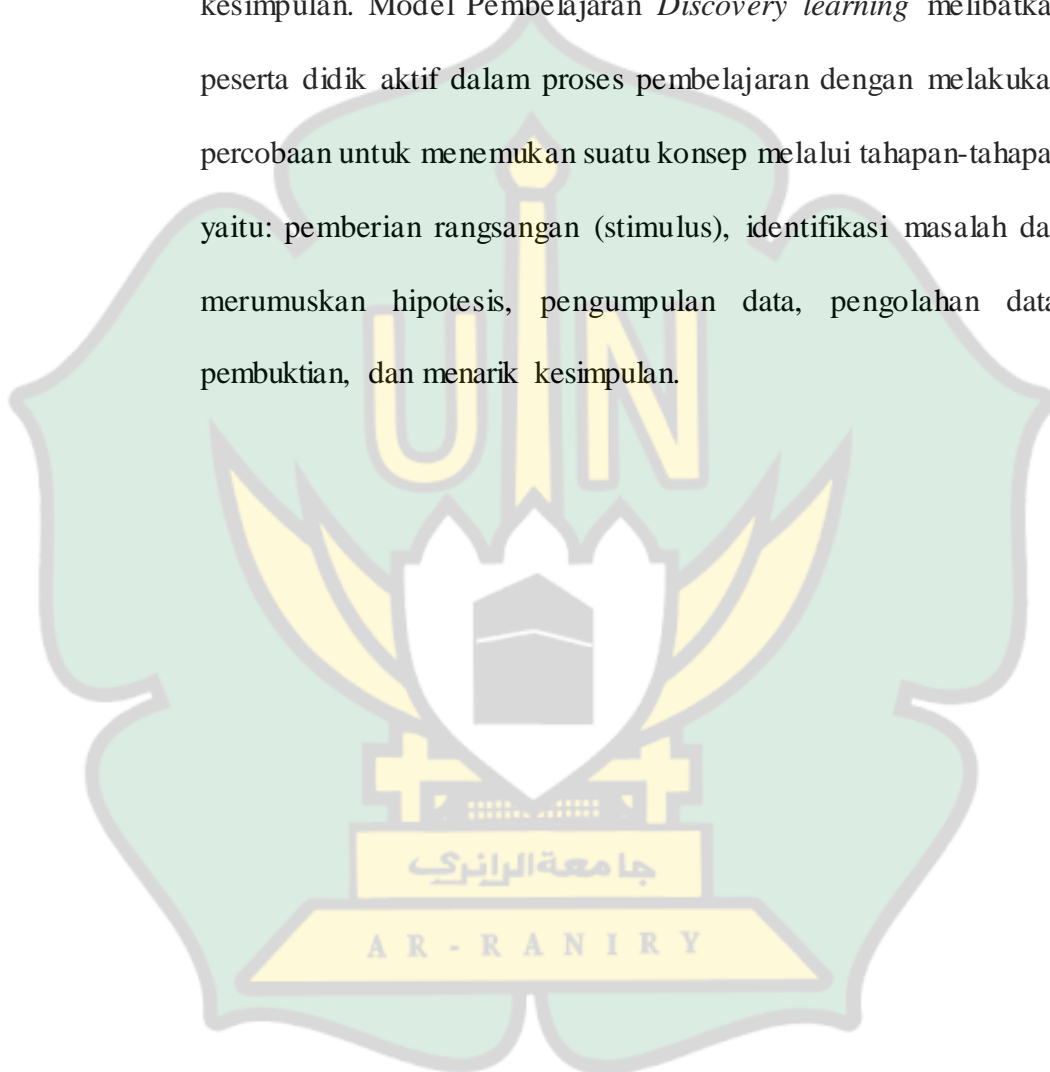 kesimpulan. Model Pembelajaran Discovery learning melibatka
peserta didik aktif dalam proses pembelajaran dengan melakuka
percobaan untuk menemukan suatu konsep melalui tahapan-tahapa
yaitu: pemberian rangsangan (stimulus), identifikasi masalah da
merumuskan hipotesis, pengumpulan data, pengolahan data
pembuktian, dan menarik kesimpulan.
UIN
جامعةالرانري
AR-RANIRY